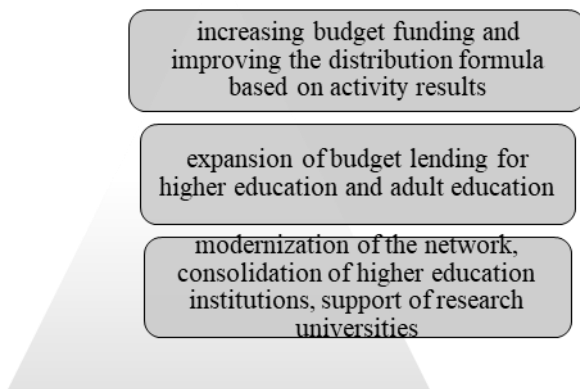 increasing budget funding and
improving the distribution formula
based on activity results
expansion of budget lending for
higher education and adult education
modernization of the network,
consolidation of higher education
institutions, support of research
universities